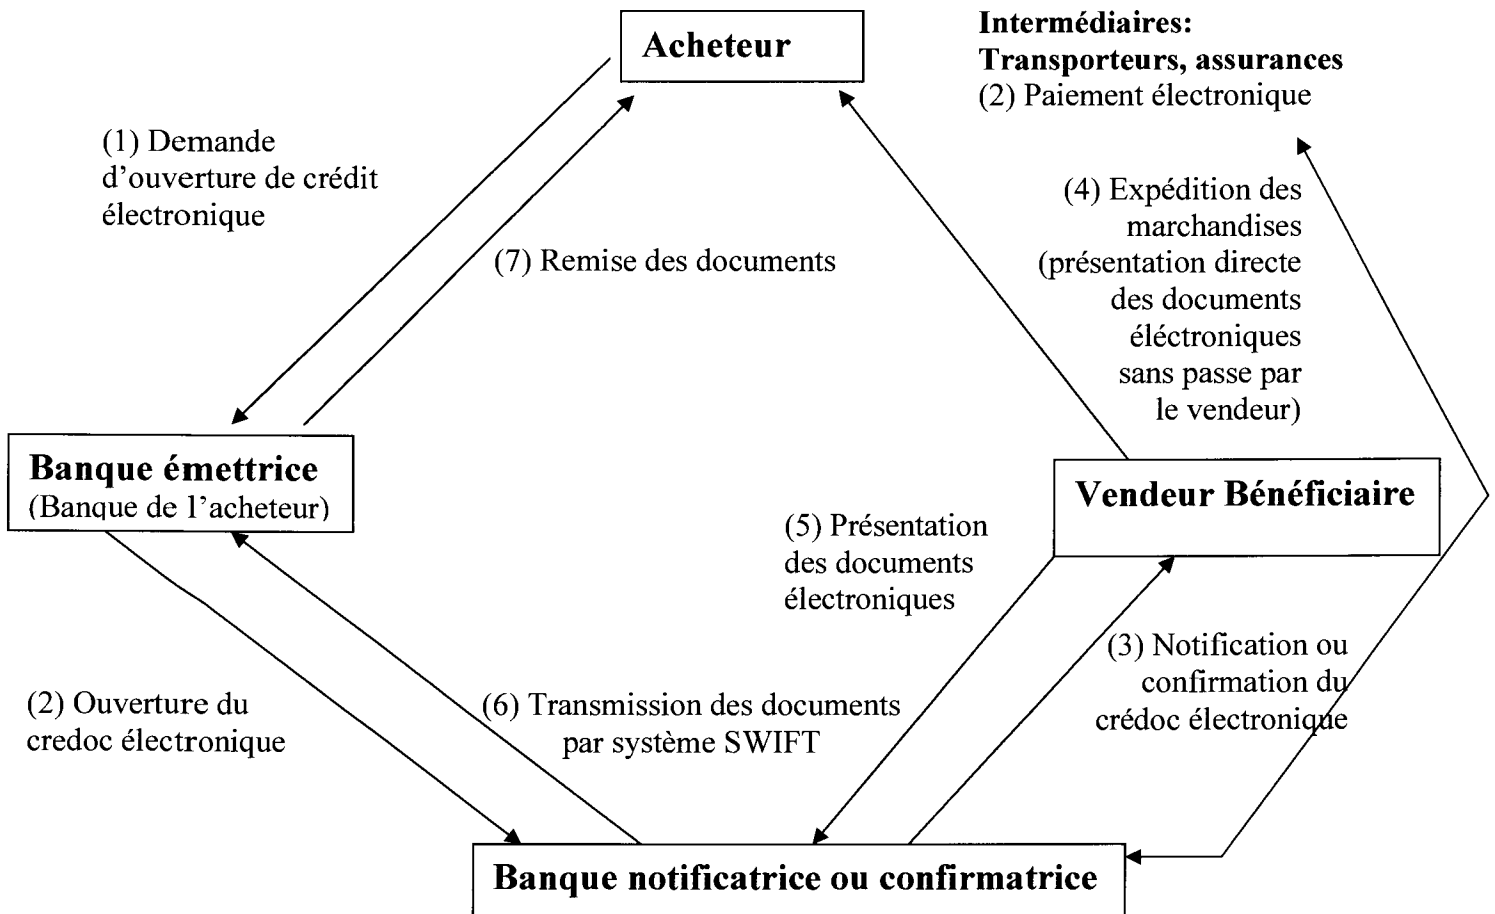 Acheteur
Intermédiaires:
Transporteurs, assurances
(2) Paiement électronique
(1) Demande
d'ouverture de crédit
électronique
(7) Remise des documents
(4) Expédition des
marchandises
(présentation directe
des documents
éléctroniques
sans passe par
le vendeur)
Banque émettrice
(Banque de l'acheteur)
Vendeur Bénéficiaire
(5) Présentation
des documents
électroniques
(3) Notification ou
confirmation du
crédoc électronique
(2) Ouverture du
credoc électronique
(6) Transmission des documents
par système SWIFT
Banque notificatrice ou confirmatrice